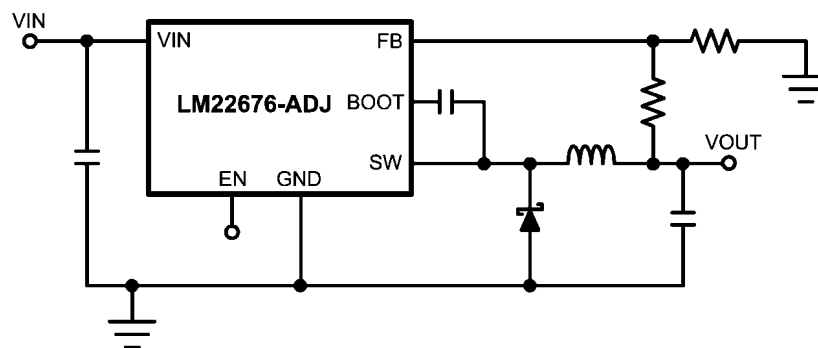 VIN
VIN
FB
LM22676-ADJ
BOOT
VOUT
SW
EN
GND